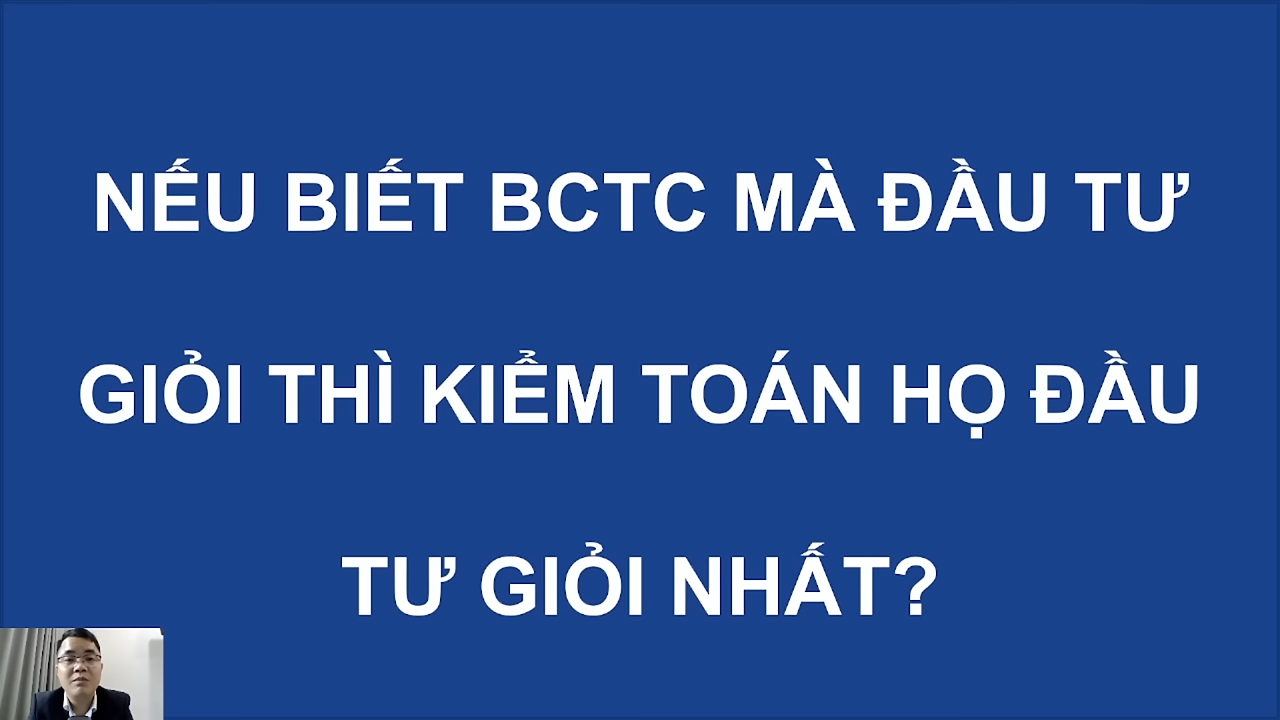 NẾU BIẾT BCTC MÀ ĐẦU TƯ
GIỎI THÌ KIỂM TOÁN HỌ ĐẦU
TƯ GIỎI NHẤT?